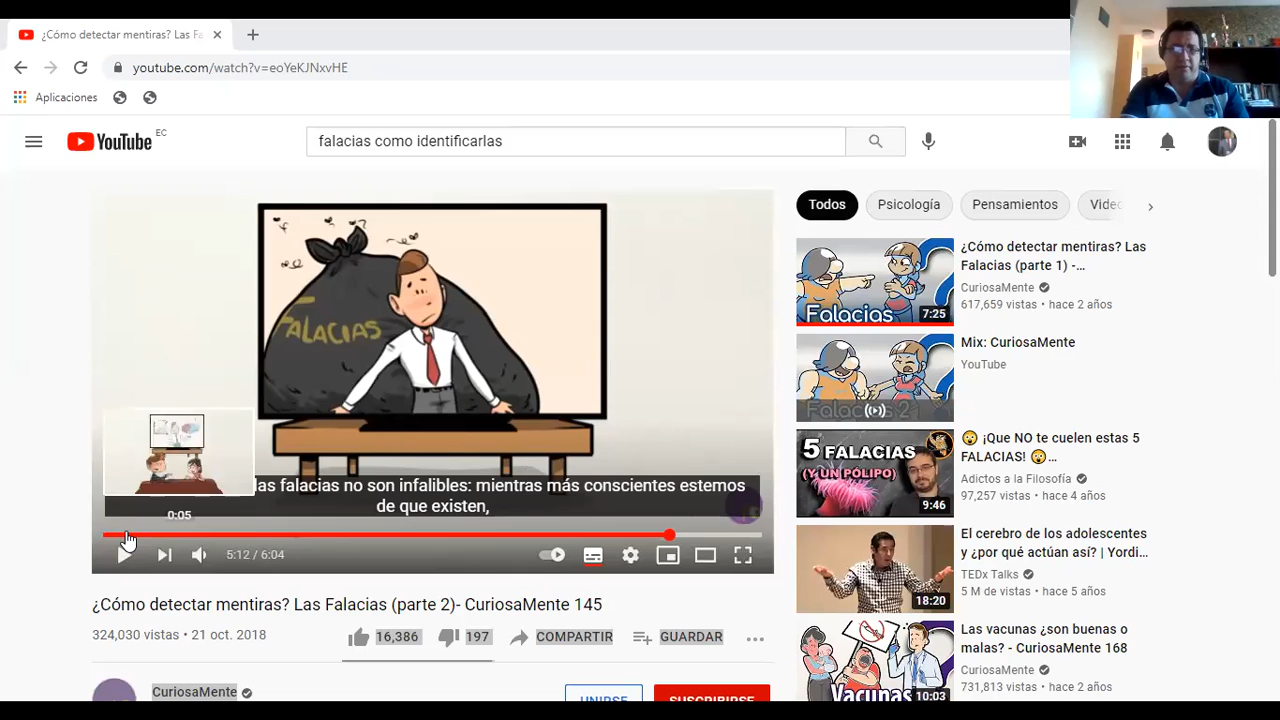 ¿Cómo detectar mentiras? Las Fa
youtube.com/watch?v=eoYeKJNxvHE
Aplicaciones
YouTube EC
falacias como identificarlas
FALACIAS
las falacias no son infalibles: mientras más conscientes estemos
de que existen,
0:05
5:12 / 6:04
¿Cómo detectar mentiras? Las Falacias (parte 2)- CuriosaMente 145
324,030 vistas • 21 oct. 2018
16,386
197
COMPARTIR
GUARDAR
CuriosaMente
UNIRSE
SUSCRIBIRSE
Todos
Psicología
Pensamientos
Videc
Falacias
7:25
¿Cómo detectar mentiras? Las
Falacias (parte 1) -...
CuriosaMente
617,659 vistas • hace 2 años
Falacias 2
Mix: CuriosaMente
YouTube
5 FALACIAS
(Y UN PÓLIPO)
9:46
¡Que NO te cuelen estas 5
FALACIAS! ...
Adictos a la Filosofía
97,257 vistas • hace 4 años
18:20
El cerebro de los adolescentes
y ¿por qué actúan así? | Yordi...
TEDx Talks
5 M de vistas • hace 5 años
Vacunas
10:03
Las vacunas ¿son buenas o
malas? - CuriosaMente 168
CuriosaMente
731,813 vistas • hace 2 años